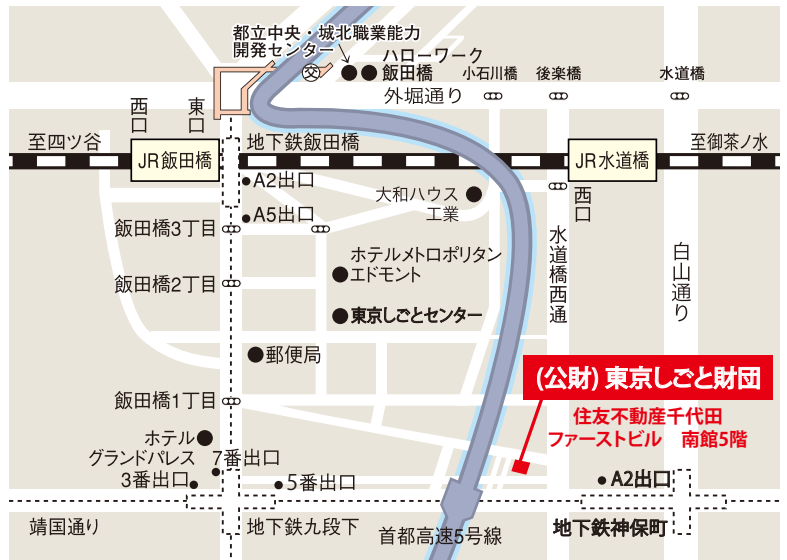 都立中央・城北職業能力
開発センター
交
ハローワーク
飯田橋
小石川橋
後楽橋
水道橋
外堀通り
西口
東口
至四ツ谷
地下鉄飯田橋
至御茶ノ水
JR飯田橋
JR水道橋
A2出口
大和ハウス
工業
西口
A5出口
飯田橋3丁目
水道橋西通
白山通り
ホテルメトロポリタン
エドモント
飯田橋2丁目
東京しごとセンター
郵便局
(公財) 東京しごと財団
飯田橋1丁目
住友不動産千代田
ファーストビル　南館5階
ホテル
グランドパレス
7番出口
3番出口
5番出口
A2出口
靖国通り
地下鉄九段下
首都高速5号線
地下鉄神保町